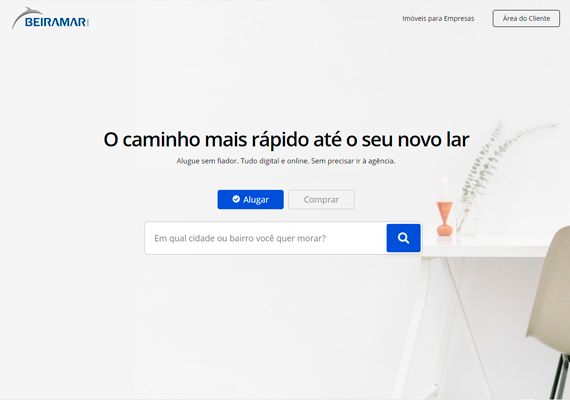 BEIRAMAR
Imóveis para Empresas
Área do Cliente
O caminho mais rápido até o seu novo lar
Alugue sem fiador. Tudo digital e online. Sem precisar ir à agência.
Alugar
Comprar
Em qual cidade ou bairro você quer morar?